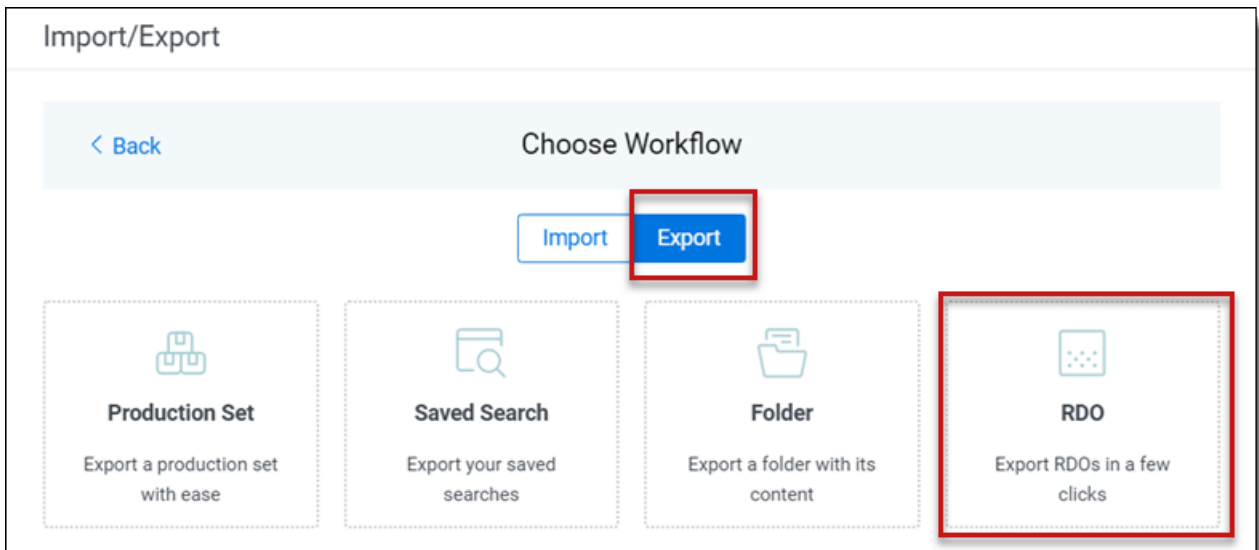 Import/Export
Back
Choose Workflow
Import
Export
Production Set
Export a production set
with ease
Saved Search
Export your saved
searches
Folder
Export a folder with its
content
RDO
Export RDOs in a few
clicks